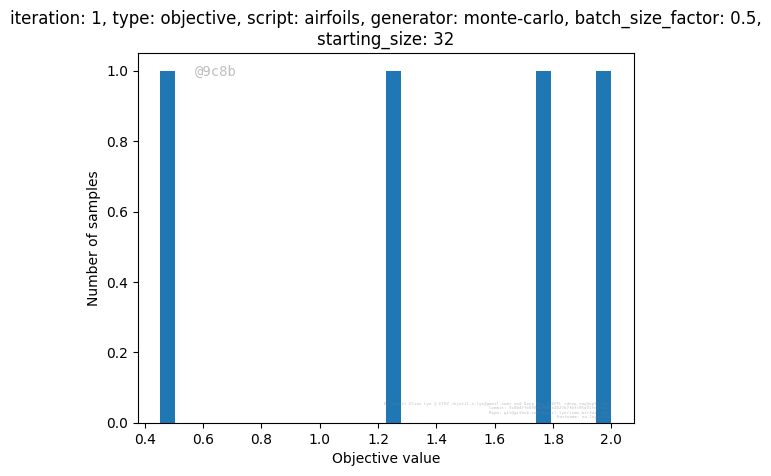 iteration: 1, type: objective, script: airfoils, generator: monte-carlo, batch_size_factor: 0.5,
starting_size: 32
@9c8b
1.0
0.8
0.6
0.4
0.2
0.0
Number of samples
0.4 0.6 0.8 1.0 1.2 1.4 1.6 1.8 2.0
Objective value